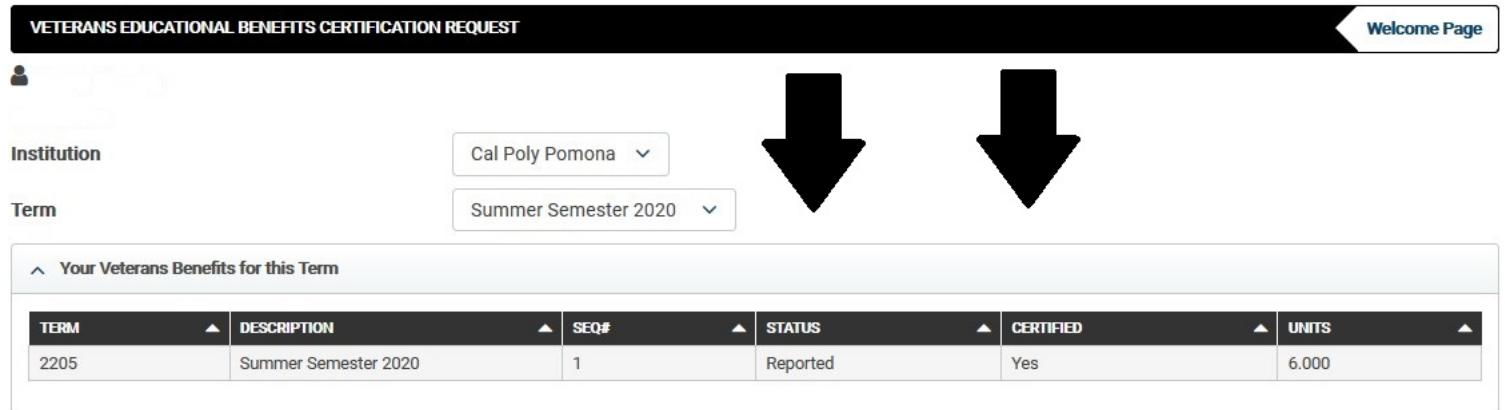 VETERANS EDUCATIONAL BENEFITS CERTIFICATION REQUEST Welcome Page
Institution Cal Poly Pomona
Term Summer Semester 2020
Your Veterans Benefits for this Term
TERM DESCRIPTION SEQ# STATUS CERTIFIED UNITS
2205 Summer Semester 2020 1 Reported Yes 6.000